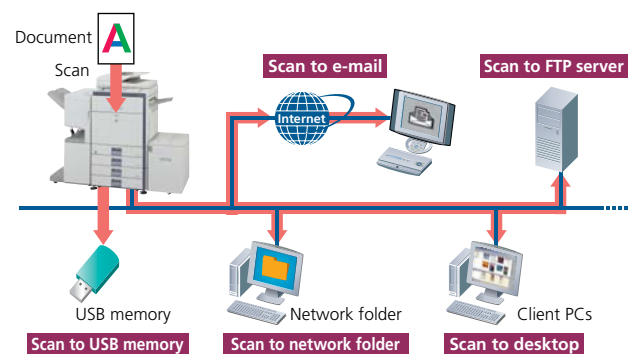 Document
A
Scan
Scan to e-mail
Scan to FTP server
Internet
USB memory
Network folder
Client PCs
Scan to USB memory
Scan to network folder
Scan to desktop